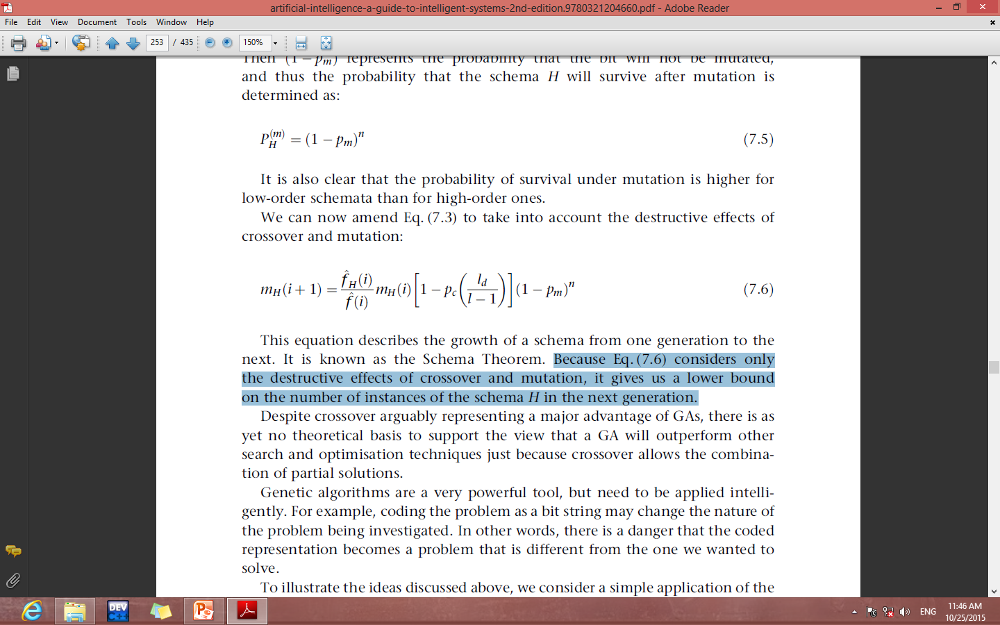 artificial-intelligence-a-guide-to-intelligent-systems-2nd-edition.9780321204660.pdf - Adobe Reader
File Edit View Document Tools Window Help
253 / 435 150%
Then (1 − pm) represents the probability that the bit will not be mutated,
and thus the probability that the schema H will survive after mutation is
determined as:
P_H^(m) = (1 − p_m)^n (7.5)
It is also clear that the probability of survival under mutation is higher for
low-order schemata than for high-order ones.
We can now amend Eq. (7.3) to take into account the destructive effects of
crossover and mutation:
m_H(i + 1) = \frac{\hat{f}_H(i)}{\hat{f}(i)} m_H(i) [1 − p_c (\frac{l_d}{l − 1})] (1 − p_m)^n (7.6)
This equation describes the growth of a schema from one generation to the
next. It is known as the Schema Theorem. Because Eq. (7.6) considers only
the destructive effects of crossover and mutation, it gives us a lower bound
on the number of instances of the schema H in the next generation.
Despite crossover arguably representing a major advantage of GAs, there is as
yet no theoretical basis to support the view that a GA will outperform other
search and optimisation techniques just because crossover allows the combina-
tion of partial solutions.
Genetic algorithms are a very powerful tool, but need to be applied intelli-
gently. For example, coding the problem as a bit string may change the nature of
the problem being investigated. In other words, there is a danger that the coded
representation becomes a problem that is different from the one we wanted to
solve.
To illustrate the ideas discussed above, we consider a simple application of the
DEV
C++
ENG
11:46 AM
10/25/2015